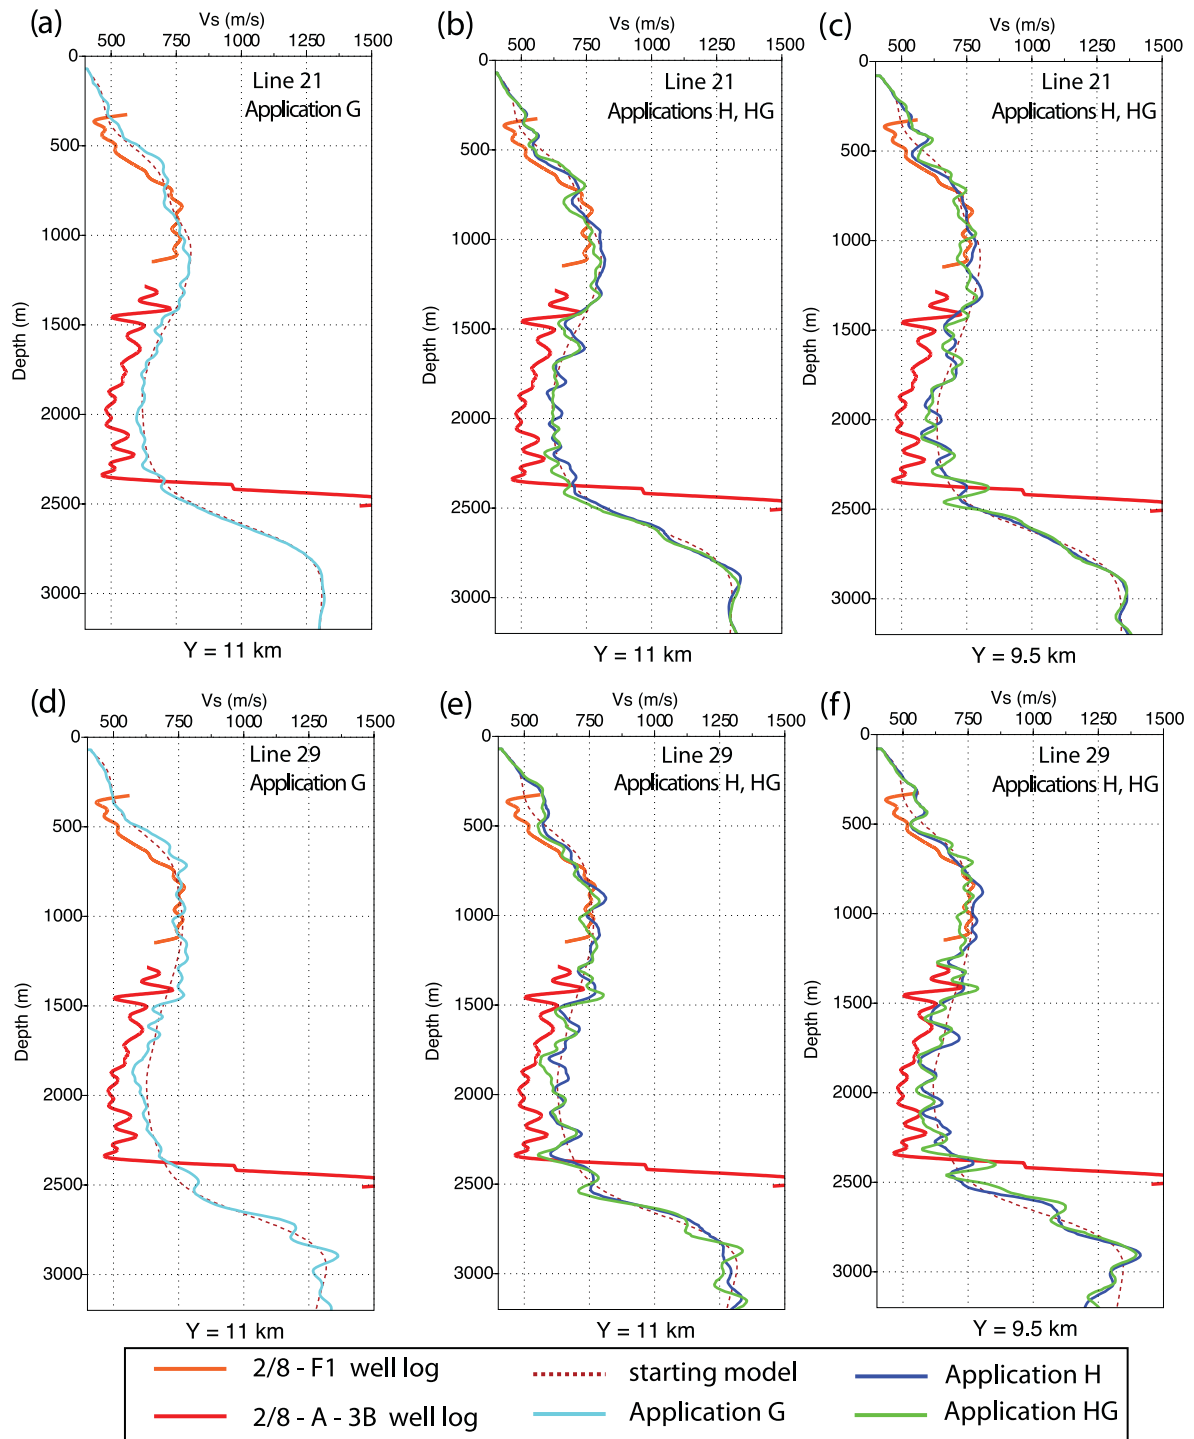 (a)
Vs (m/s)
500 750 1000 1500
0
500
1000
1500
2000
2500
3000
Depth (m)
Line 21
Application G
Y = 11 km
(b)
Vs (m/s)
500 750 1000 1250 1500
0
500
1000
1500
2000
2500
3000
Depth (m)
Line 21
Applications H, HG
Y = 11 km
(c)
Vs (m/s)
500 750 1000 1250 1500
0
500
1000
1500
2000
2500
3000
Depth (m)
Line 21
Applications H, HG
Y = 9.5 km
(d)
Vs (m/s)
500 750 1000 1250 1500
0
500
1000
1500
2000
2500
3000
Depth (m)
Line 29
Application G
Y = 11 km
(e)
Vs (m/s)
500 750 1000 1250 1500
0
500
1000
1500
2000
2500
3000
Depth (m)
Line 29
Applications H, HG
Y = 11 km
(f)
Vs (m/s)
500 750 1000 1250 1500
0
500
1000
1500
2000
2500
3000
Depth (m)
Line 29
Applications H, HG
Y = 9.5 km
2/8 - F1 well log
starting model
Application H
2/8 - A - 3B well log
Application G
Application HG